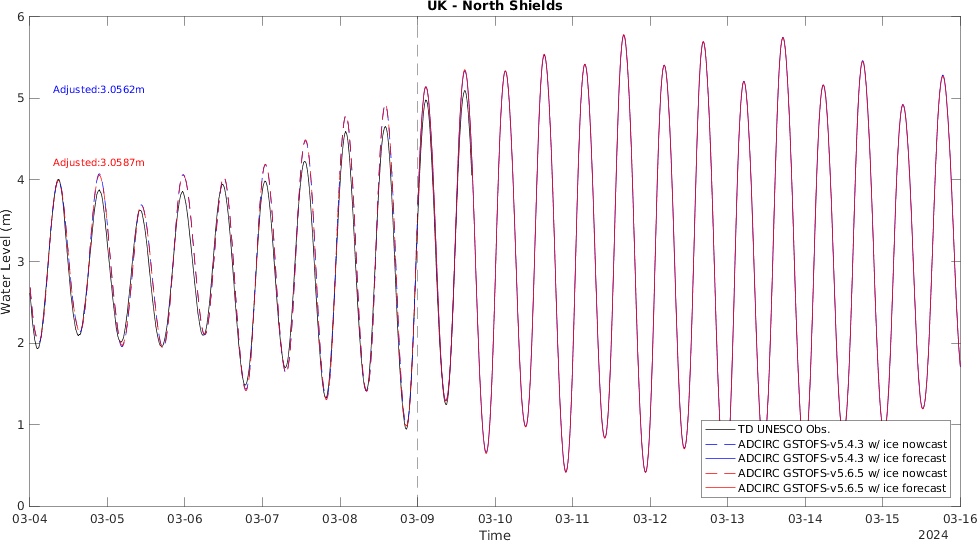 UK - North Shields
6
5
4
3
2
1
0
Water Level (m)
Adjusted:3.0562m
Adjusted:3.0587m
TD UNESCO Obs.
ADCIRC GSTOFS-v5.4.3 w/ ice nowcast
ADCIRC GSTOFS-v5.4.3 w/ ice forecast
ADCIRC GSTOFS-v5.6.5 w/ ice nowcast
ADCIRC GSTOFS-v5.6.5 w/ ice forecast
03-04 03-05 03-06 03-07 03-08 03-09 03-10 03-11 03-12 03-13 03-14 03-15 03-16
Time
2024